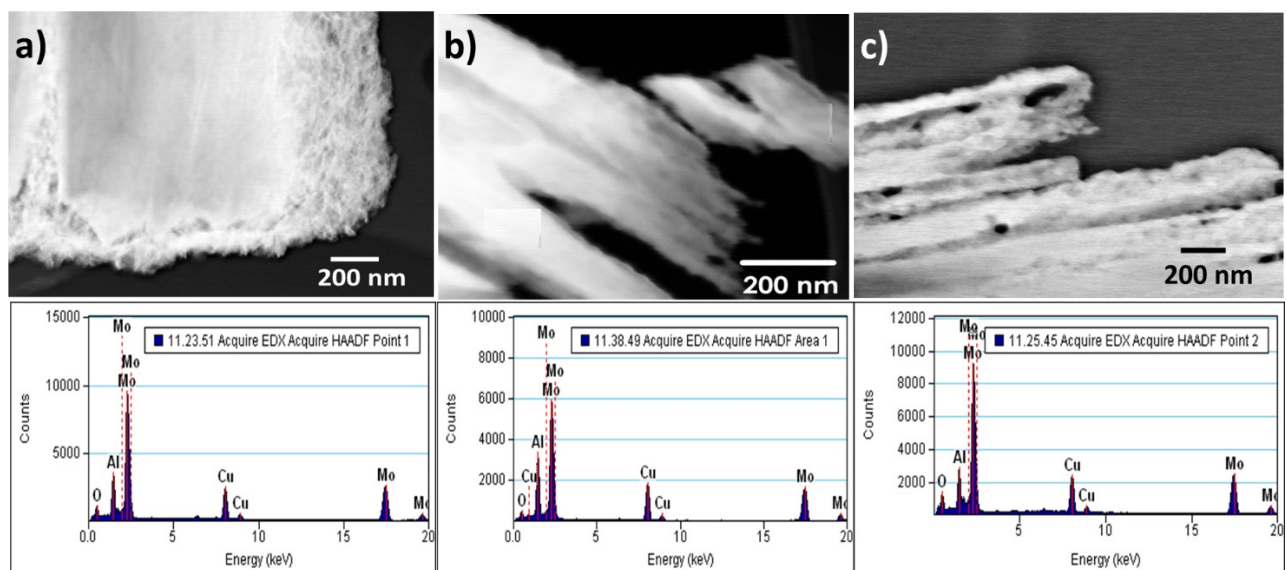 a)
200 nm
b)
200 nm
c)
200 nm
15000
10000
5000
Counts
11.23.51 Acquire EDX Acquire HAADF Point 1
Mo
Mo
Mo
Al
O
Cu
Cu
Mo
Mo
0.0
5
10
15
20
Energy (keV)
10000
8000
6000
4000
2000
Counts
11.38.49 Acquire EDX Acquire HAADF Area 1
Mo
Mo
Mo
Al
Cu
O
Cu
Cu
Mo
Mo
0.0
5
10
15
20
Energy (keV)
12000
10000
8000
6000
4000
2000
Counts
11.25.45 Acquire EDX Acquire HAADF Point 2
Mo
Mo
Mo
Al
O
Cu
Cu
Mo
Mo
5
10
15
20
Energy (keV)